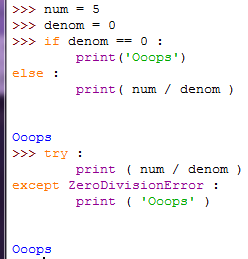 >>> num = 5
>>> denom = 0
>>> if denom == 0 :
        print('Ooops')
else :
        print( num / denom )
Ooops
>>> try :
        print ( num / denom )
except ZeroDivisionError :
        print ( 'Ooops' )
Ooops